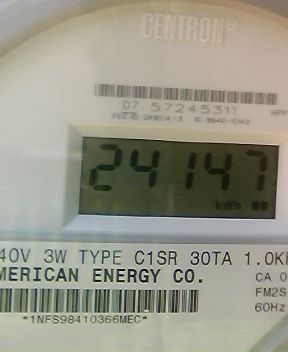 CENTRON®
07 57245311
24147
kWh
40V 3W TYPE C1SR 30TA 1.0K
MERICAN ENERGY CO.
CA 0
FM2S
60Hz
*1NFS98410366MEC*